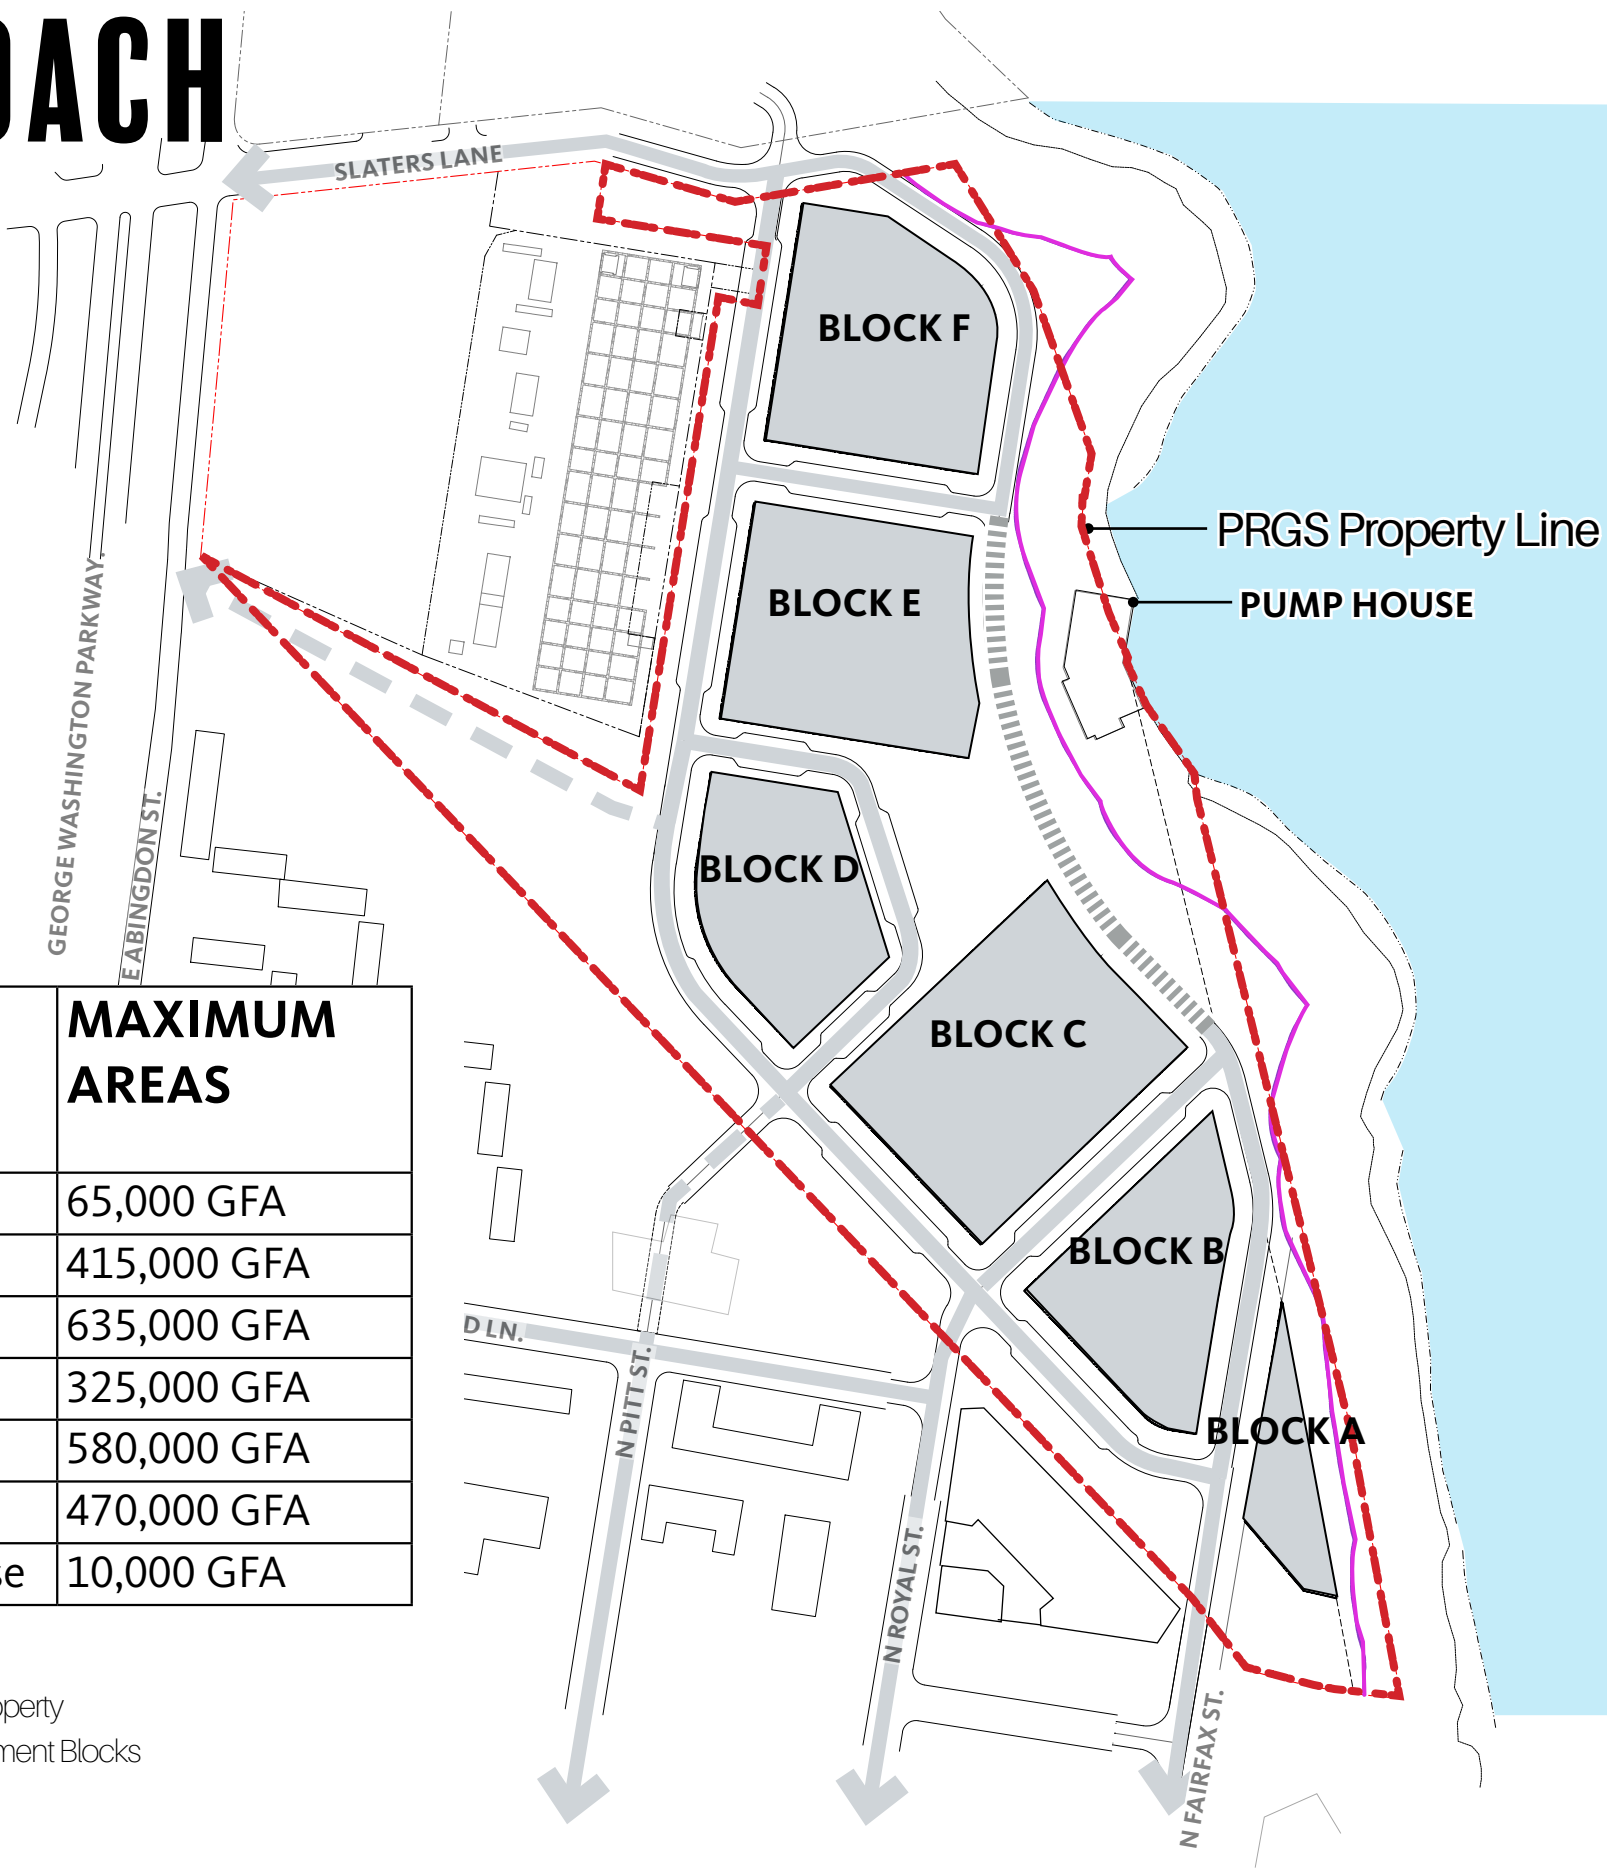 SLATERS LANE
BLOCK F
PRGS Property Line
BLOCK E
PUMP HOUSE
GEORGE WASHINGTON PARKWAY.
E ABINGDON ST.
BLOCK D
BLOCK C
MAXIMUM
AREAS
65,000 GFA
415,000 GFA
635,000 GFA
325,000 GFA
580,000 GFA
470,000 GFA
10,000 GFA
BLOCK B
LN.
N PITT ST.
BLOCK A
N ROYAL ST.
N FAIRFAX ST.
Blocks